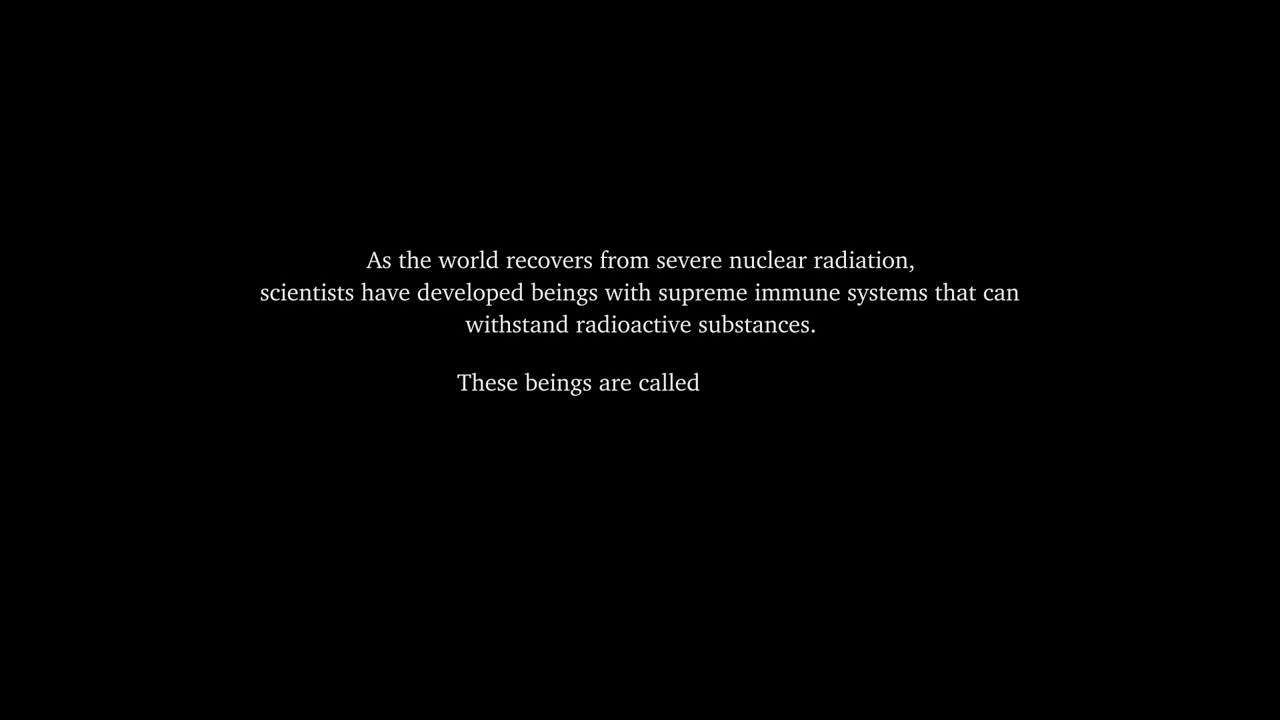 As the world recovers from severe nuclear radiation,
scientists have developed beings with supreme immune systems that can
withstand radioactive substances.
These beings are called